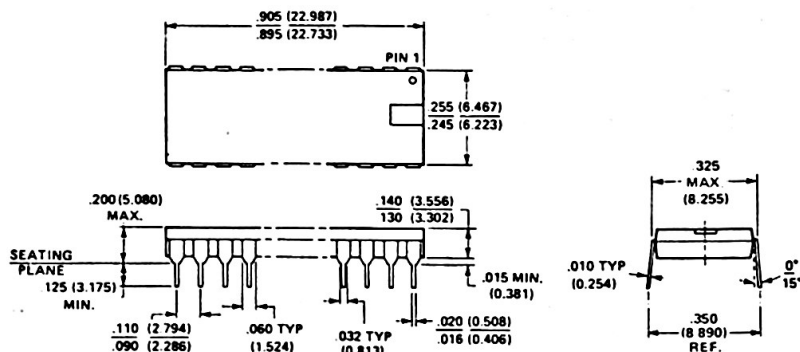 .905 (22.987)
.895 (22.733)
PIN 1
.255 (6.467)
.245 (6.223)
.200 (5.080)
MAX.
.140 (3.556)
130 (3.302)
SEATING
PLANE
.125 (3.175)
MIN.
.015 MIN.
(0.381)
.110 (2.794)
.090 (2.286)
.060 TYP
(1.524)
.032 TYP
(0.813)
.020 (0.508)
.016 (0.406)
.325
MAX
(8.255)
.010 TYP
(0.254)
0°
15°
.350
(8 890)
REF.